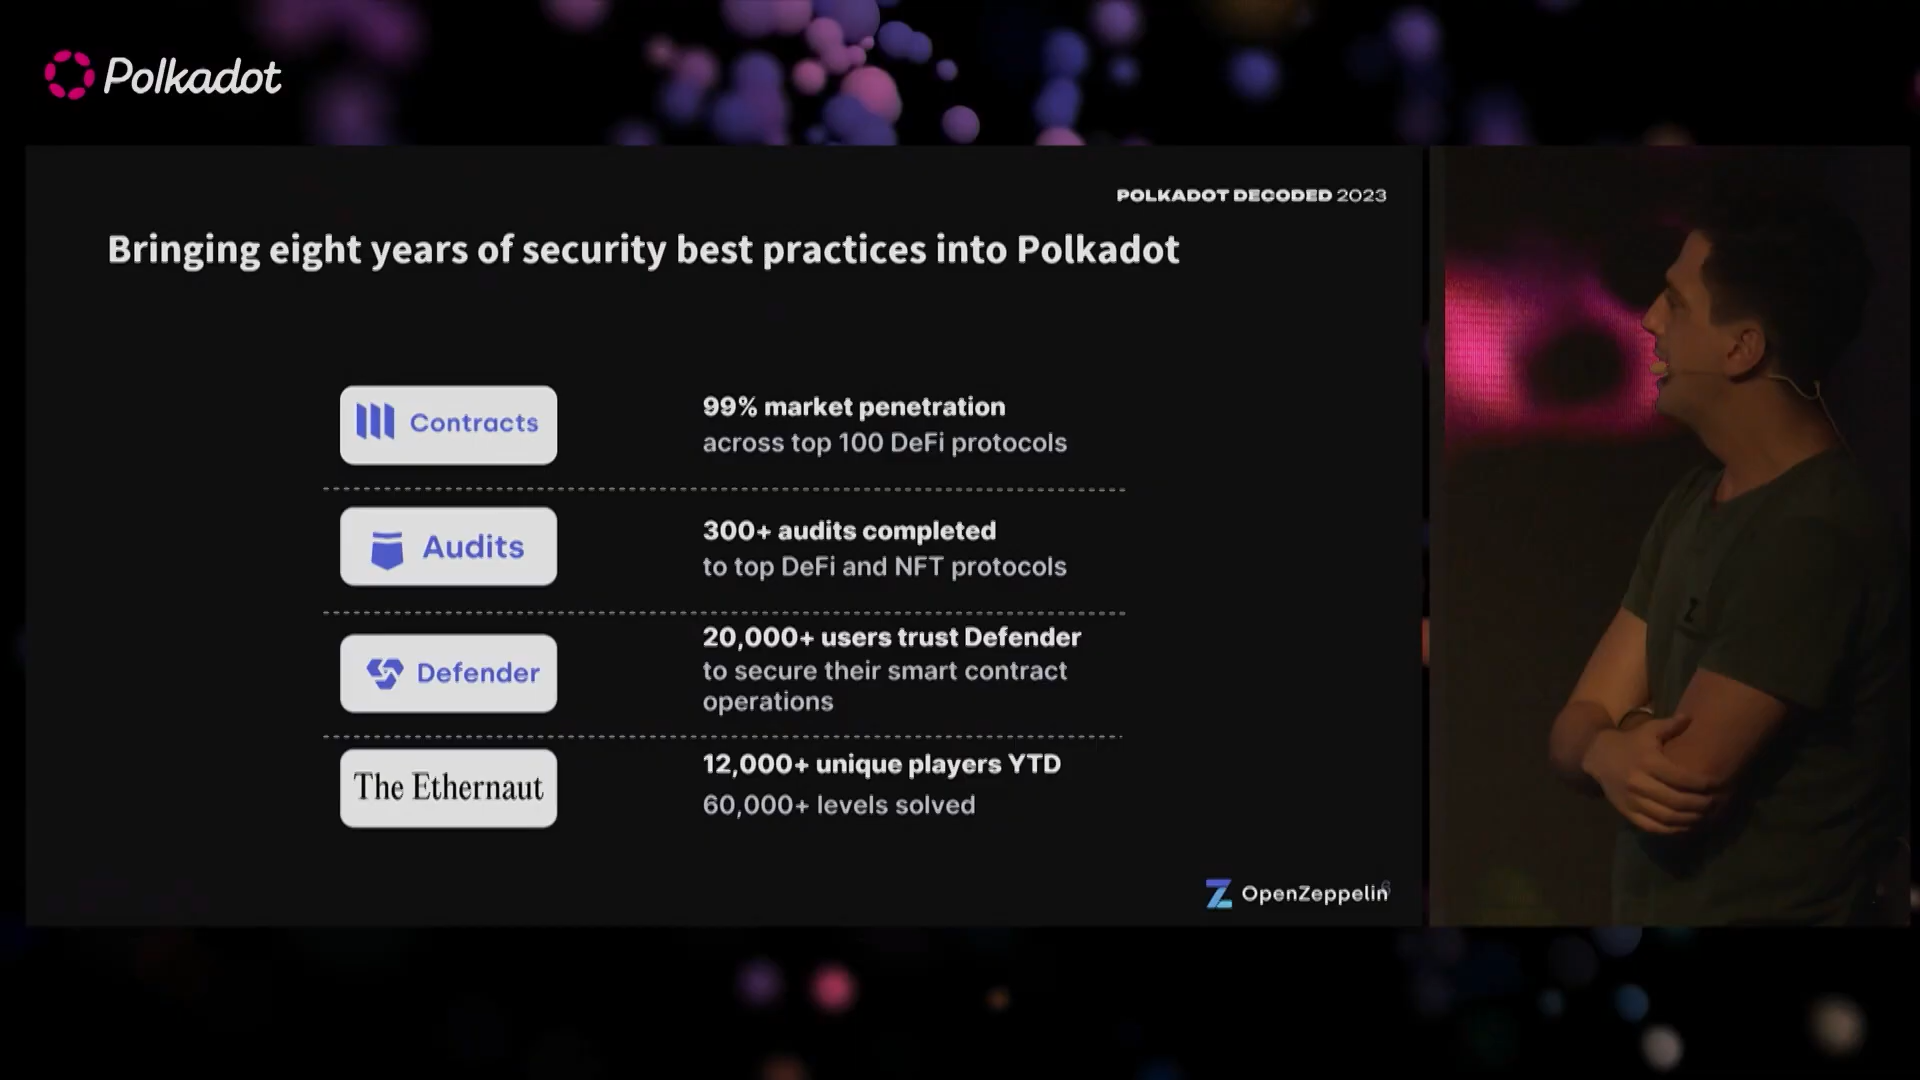 Polkadot
POLKADOT DECODED 2023
Bringing eight years of security best practices into Polkadot
Contracts
99% market penetration
across top 100 DeFi protocols
Audits
300+ audits completed
to top DeFi and NFT protocols
Defender
20,000+ users trust Defender
to secure their smart contract
operations
The Ethernaut
12,000+ unique players YTD
60,000+ levels solved
OpenZeppelin
6